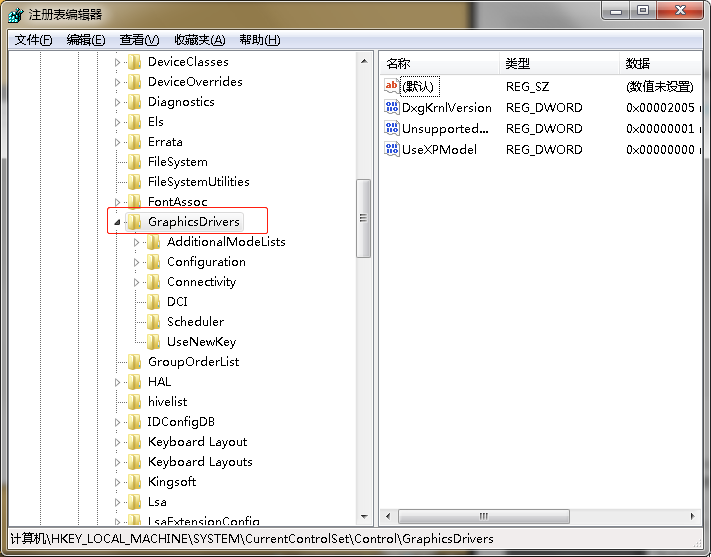 注册表编辑器
文件(F) 编辑(E) 查看(V) 收藏夹(A) 帮助(H)
DeviceClasses
DeviceOverrides
Diagnostics
Els
Errata
FileSystem
FileSystemUtilities
FontAssoc
GraphicsDrivers
AdditionalModeLists
Configuration
Connectivity
DCI
Scheduler
UseNewKey
GroupOrderList
HAL
hivelist
IDConfigDB
Keyboard Layout
Keyboard Layouts
Kingsoft
Lsa
LsaExtensionConfig
名称 类型 数据
ab (默认) REG_SZ (数值未设置)
DxgKrnlVersion REG_DWORD 0x00002005
Unsupported... REG_DWORD 0x00000001
UseXPModel REG_DWORD 0x00000000
计算机\HKEY_LOCAL_MACHINE\SYSTEM\CurrentControlSet\Control\GraphicsDrivers